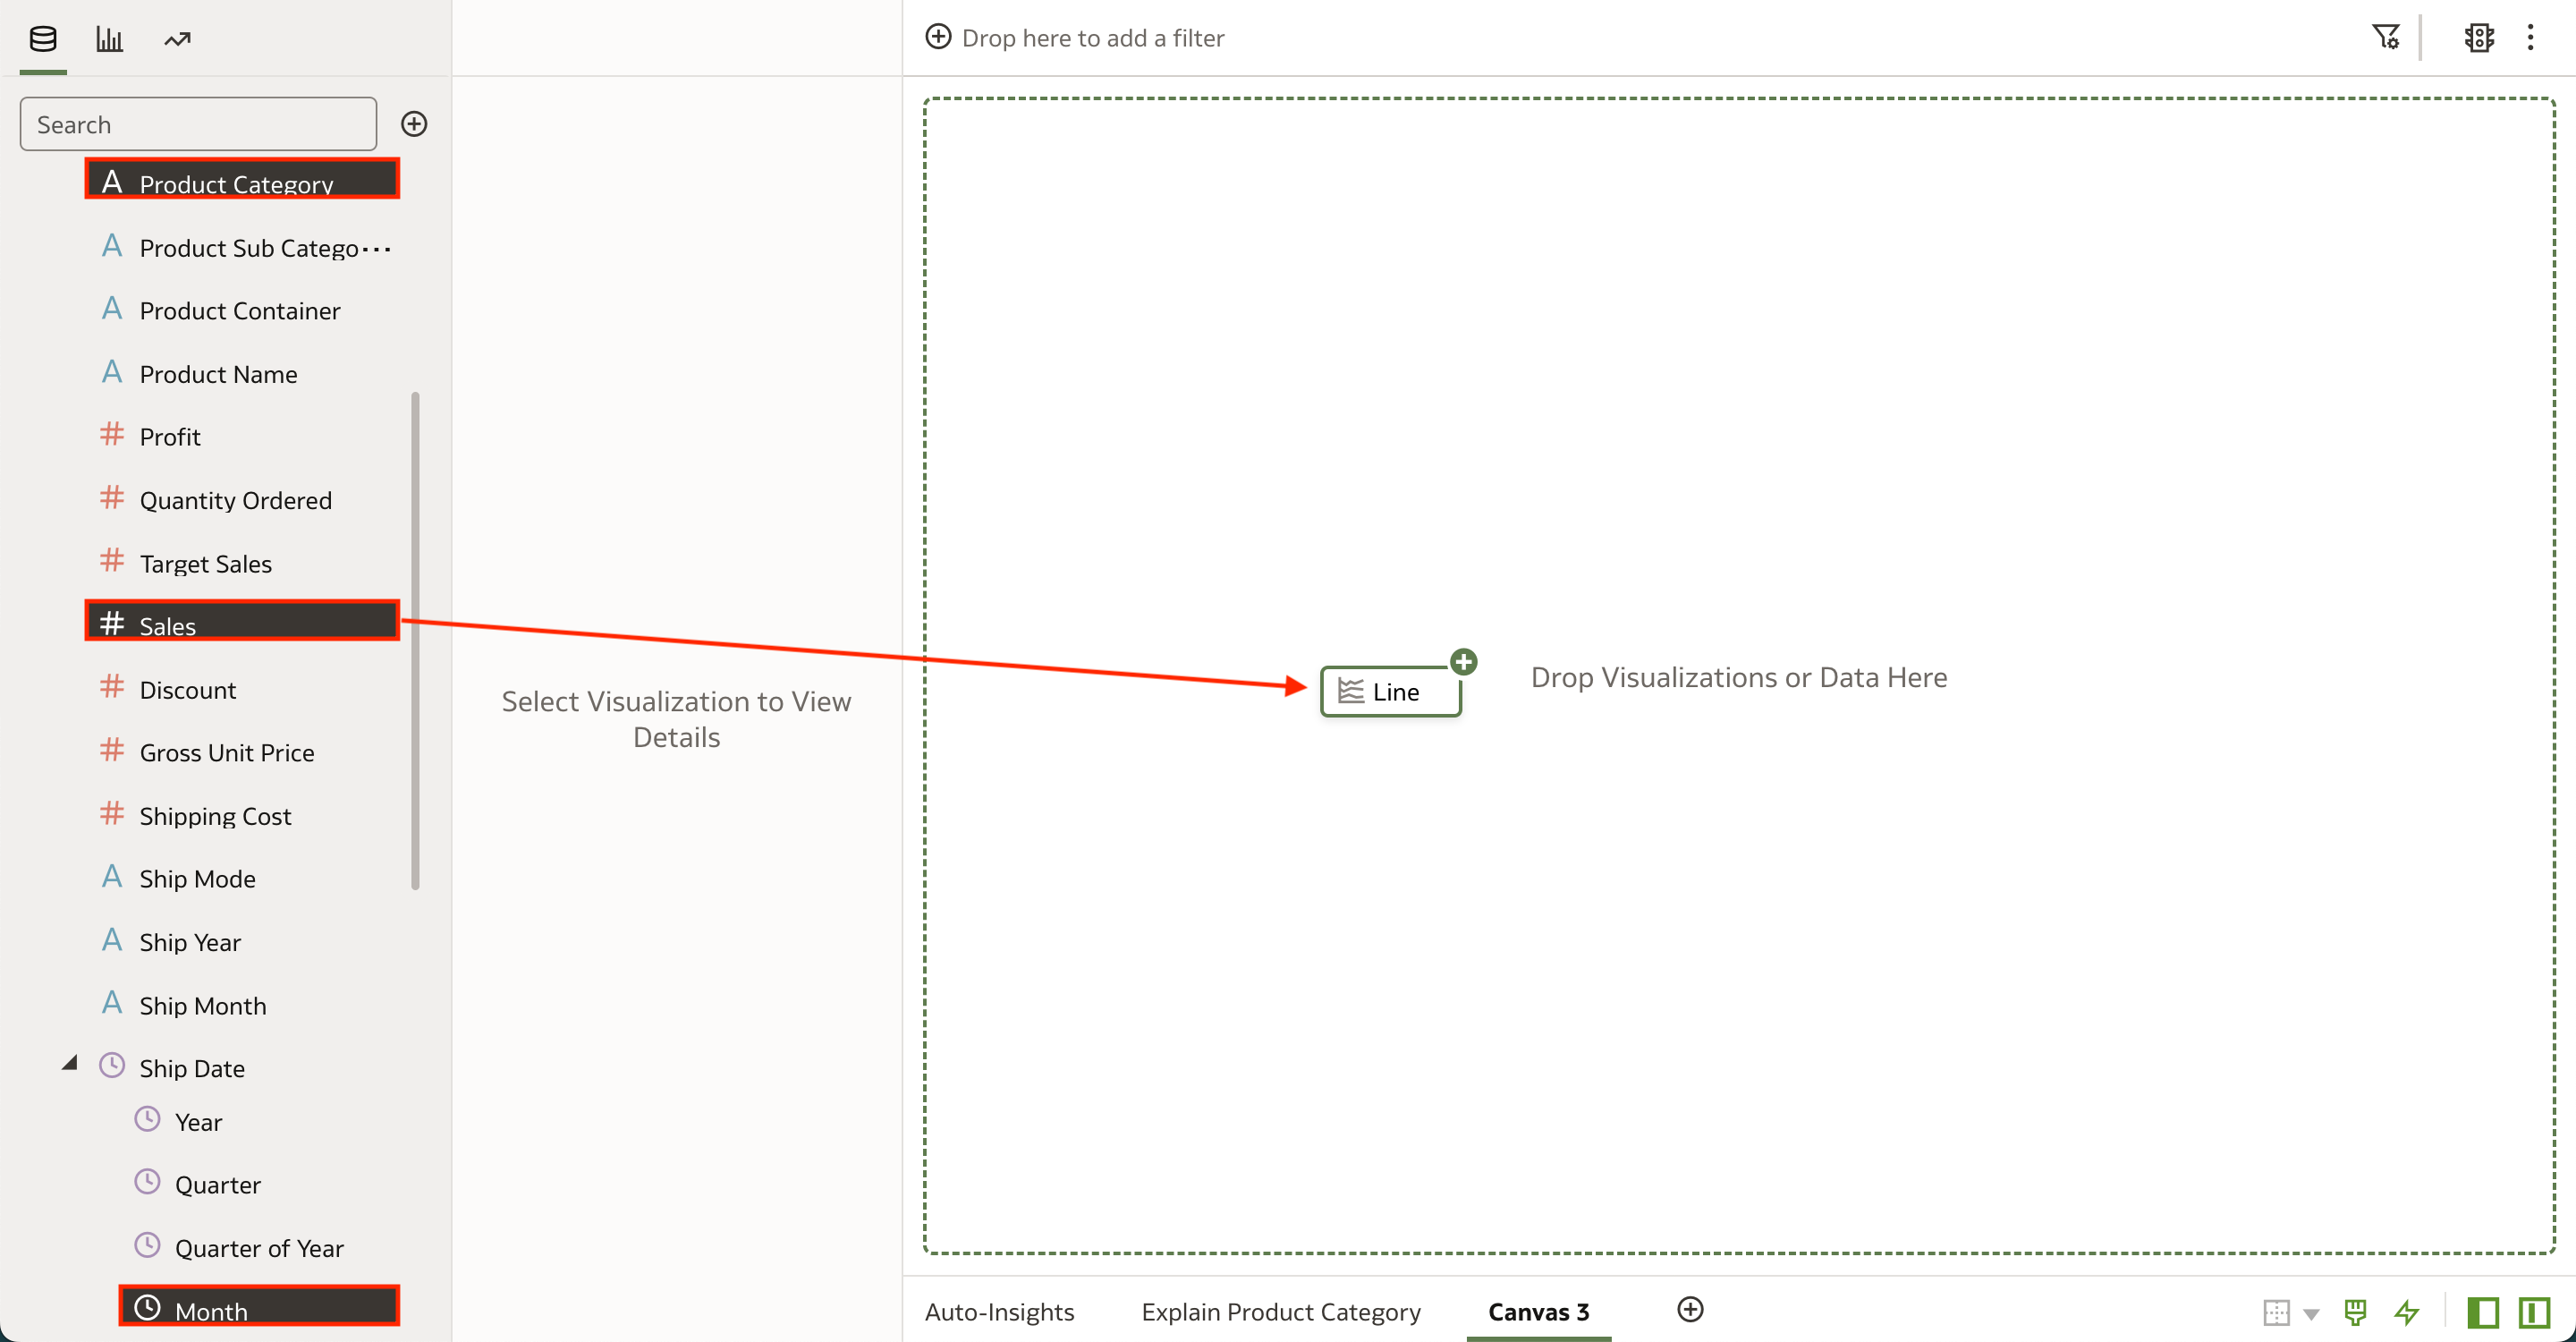 Drop here to add a filter
Search
Product Category
Product Sub Catego...
Product Container
Product Name
Profit
Quantity Ordered
Target Sales
Sales
Discount
Gross Unit Price
Shipping Cost
Ship Mode
Ship Year
Ship Month
Ship Date
Year
Quarter
Quarter of Year
Month
Select Visualization to View
Details
Line
Drop Visualizations or Data Here
Auto-Insights
Explain Product Category
Canvas 3